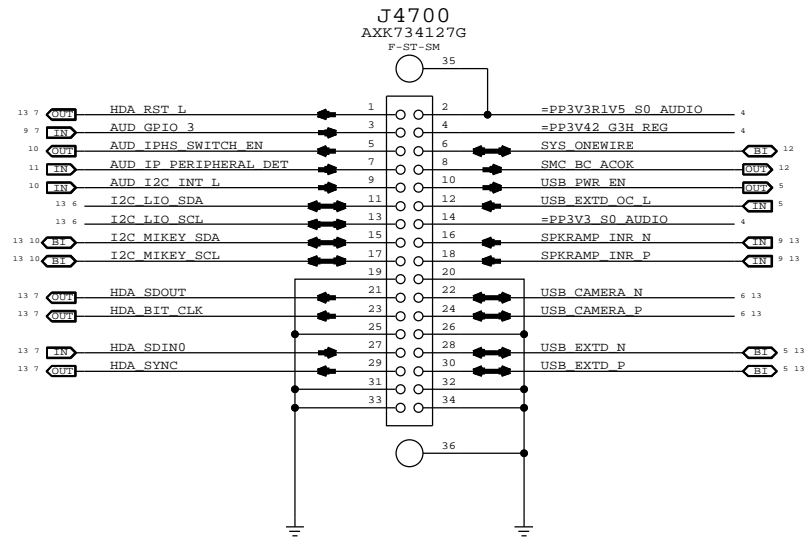 J4700
AXK734127G
F-ST-SM
35
13 7 OUT HDA_RST_L 1 2 =PP3V3R1V5_S0_AUDIO 4
9 7 IN AUD_GPIO_3 3 4 =PP3V42_G3H_REG 4
10 OUT AUD_IPHS_SWITCH_EN 5 6 SYS_ONEWIRE BI 12
11 IN AUD_IP_PERIPHERAL_DET 7 8 SMC_BC_ACOK OUT 12
10 IN AUD_I2C_INT_L 9 10 USB_PWR_EN OUT 5
13 6 I2C_LIO_SDA 11 12 USB_EXTD_OC_L IN 5
13 6 I2C_LIO_SCL 13 14 =PP3V3_S0_AUDIO 4
13 10 BI I2C_MIKEY_SDA 15 16 SPKRAMP_INR_N IN 9 13
13 10 BI I2C_MIKEY_SCL 17 18 SPKRAMP_INR_P IN 9 13
19 20
13 7 OUT HDA_SDOUT 21 22 USB_CAMERA_N 6 13
13 7 OUT HDA_BIT_CLK 23 24 USB_CAMERA_P 6 13
25 26
13 7 IN HDA_SDIN0 27 28 USB_EXTD_N BI 5 13
13 7 OUT HDA_SYNC 29 30 USB_EXTD_P BI 5 13
31 32
33 34
36